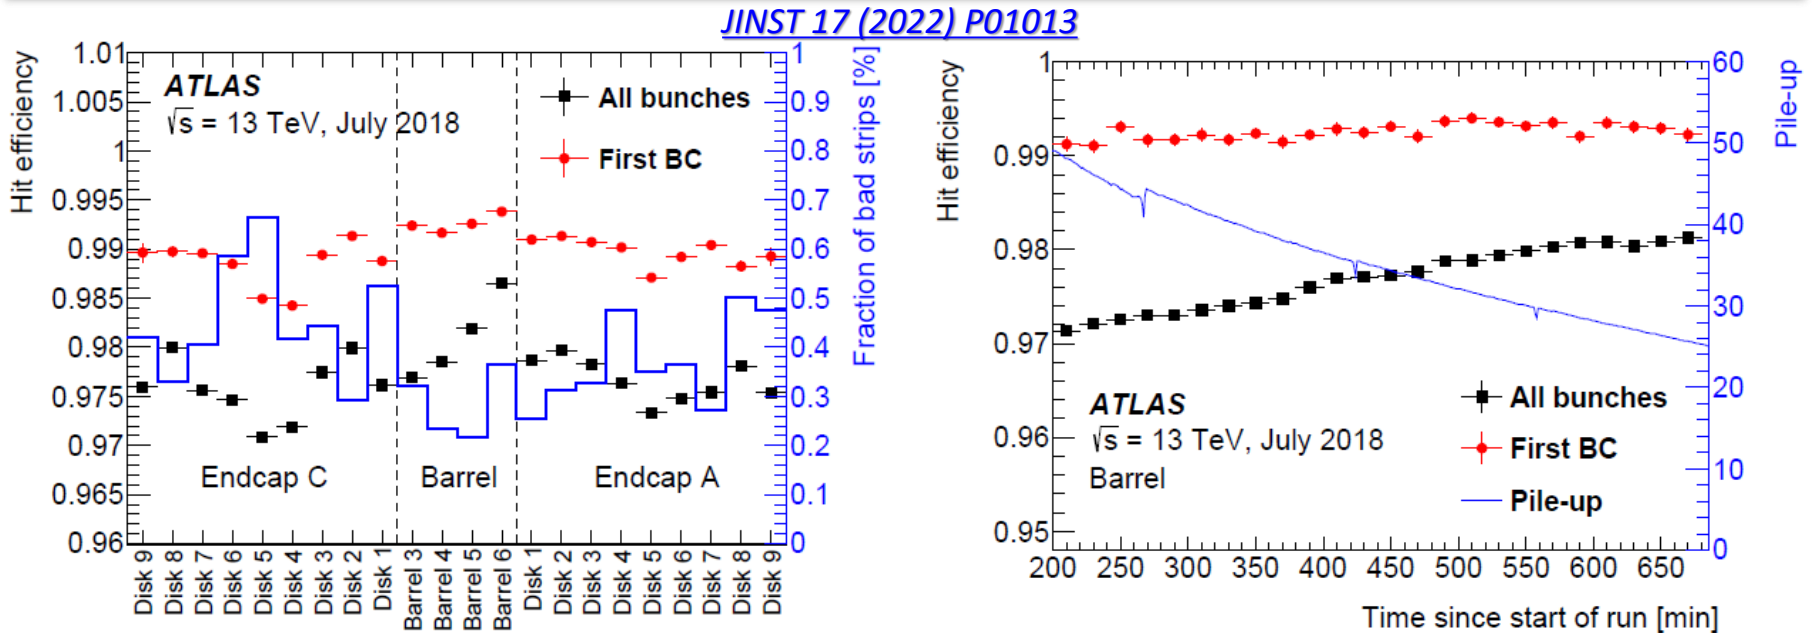 JINST 17 (2022) P01013
Hit efficiency
1.01
1.005
1
0.995
0.99
0.985
0.98
0.975
0.97
0.965
0.96
ATLAS
√s = 13 TeV, July 2018
All bunches
First BC
Endcap C
Barrel
Endcap A
Disk 9
Disk 8
Disk 7
Disk 6
Disk 5
Disk 4
Disk 3
Disk 2
Disk 1
Barrel 3
Barrel 4
Barrel 5
Barrel 6
Disk 1
Disk 2
Disk 3
Disk 4
Disk 5
Disk 6
Disk 7
Disk 8
Disk 9
1
0.9
0.8
0.7
0.6
0.5
0.4
0.3
0.2
0.1
0
Fraction of bad strips [%]
Hit efficiency
1
0.99
0.98
0.97
0.96
0.95
ATLAS
√s = 13 TeV, July 2018
Barrel
All bunches
First BC
Pile-up
60
50
40
30
20
10
0
Pile-up
200 250 300 350 400 450 500 550 600 650
Time since start of run [min]